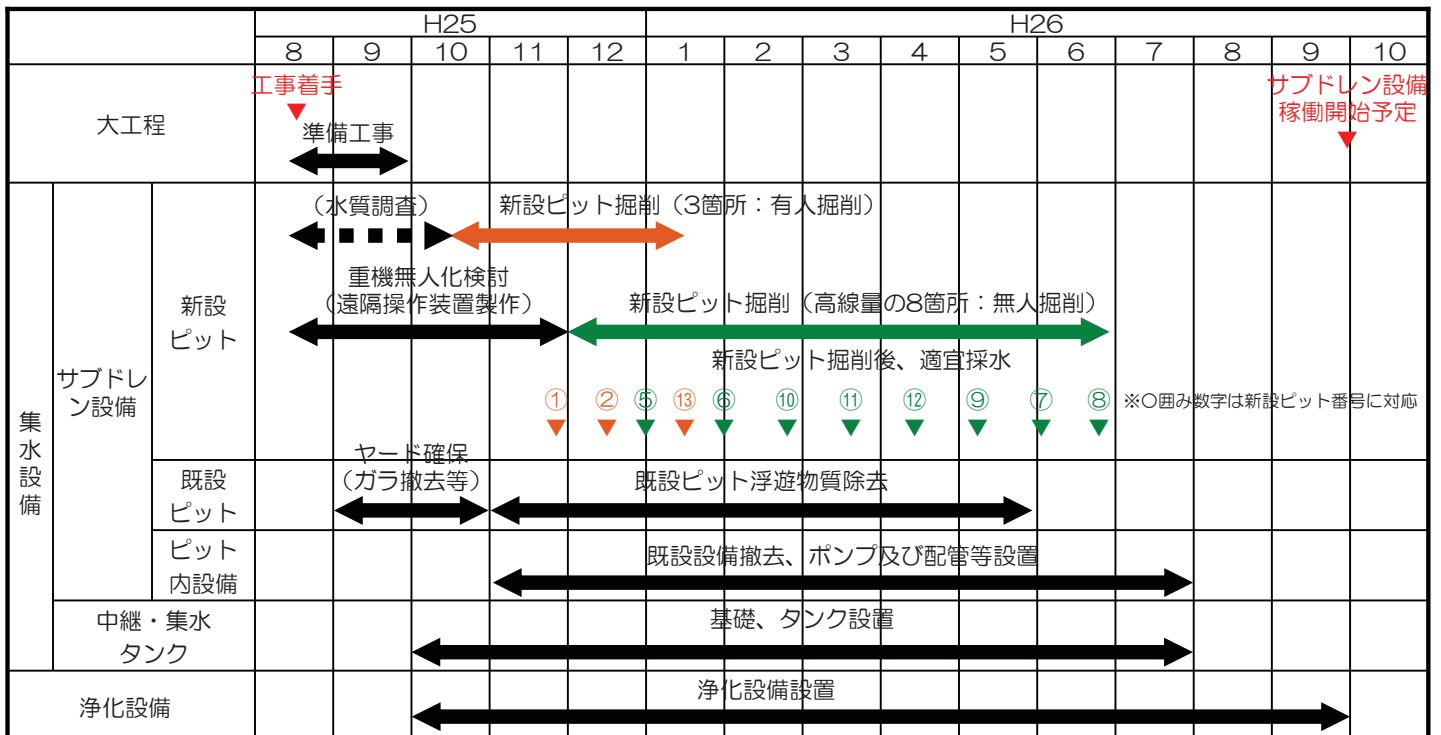 H25
H26
8
9
10
11
12
1
2
3
4
5
6
7
8
9
10
大工程
工事着手
準備工事
サブドレン設備
稼働開始予定
集水設備
サブドレ
ン設備
新設
ピット
(水質調査)
新設ピット掘削(3箇所:有人掘削)
重機無人化検討
(遠隔操作装置製作)
新設ピット掘削(高線量の8箇所:無人掘削)
新設ピット掘削後、適宜採水
①
②
⑤
⑬
⑥
⑩
⑪
⑫
⑨
⑦
⑧
※〇囲み数字は新設ピット番号に対応
既設
ピット
ヤード確保
(ガラ撤去等)
既設ピット浮遊物質除去
ピット
内設備
既設設備撤去、ポンプ及び配管等設置
中継・集水
タンク
基礎、タンク設置
浄化設備
浄化設備設置